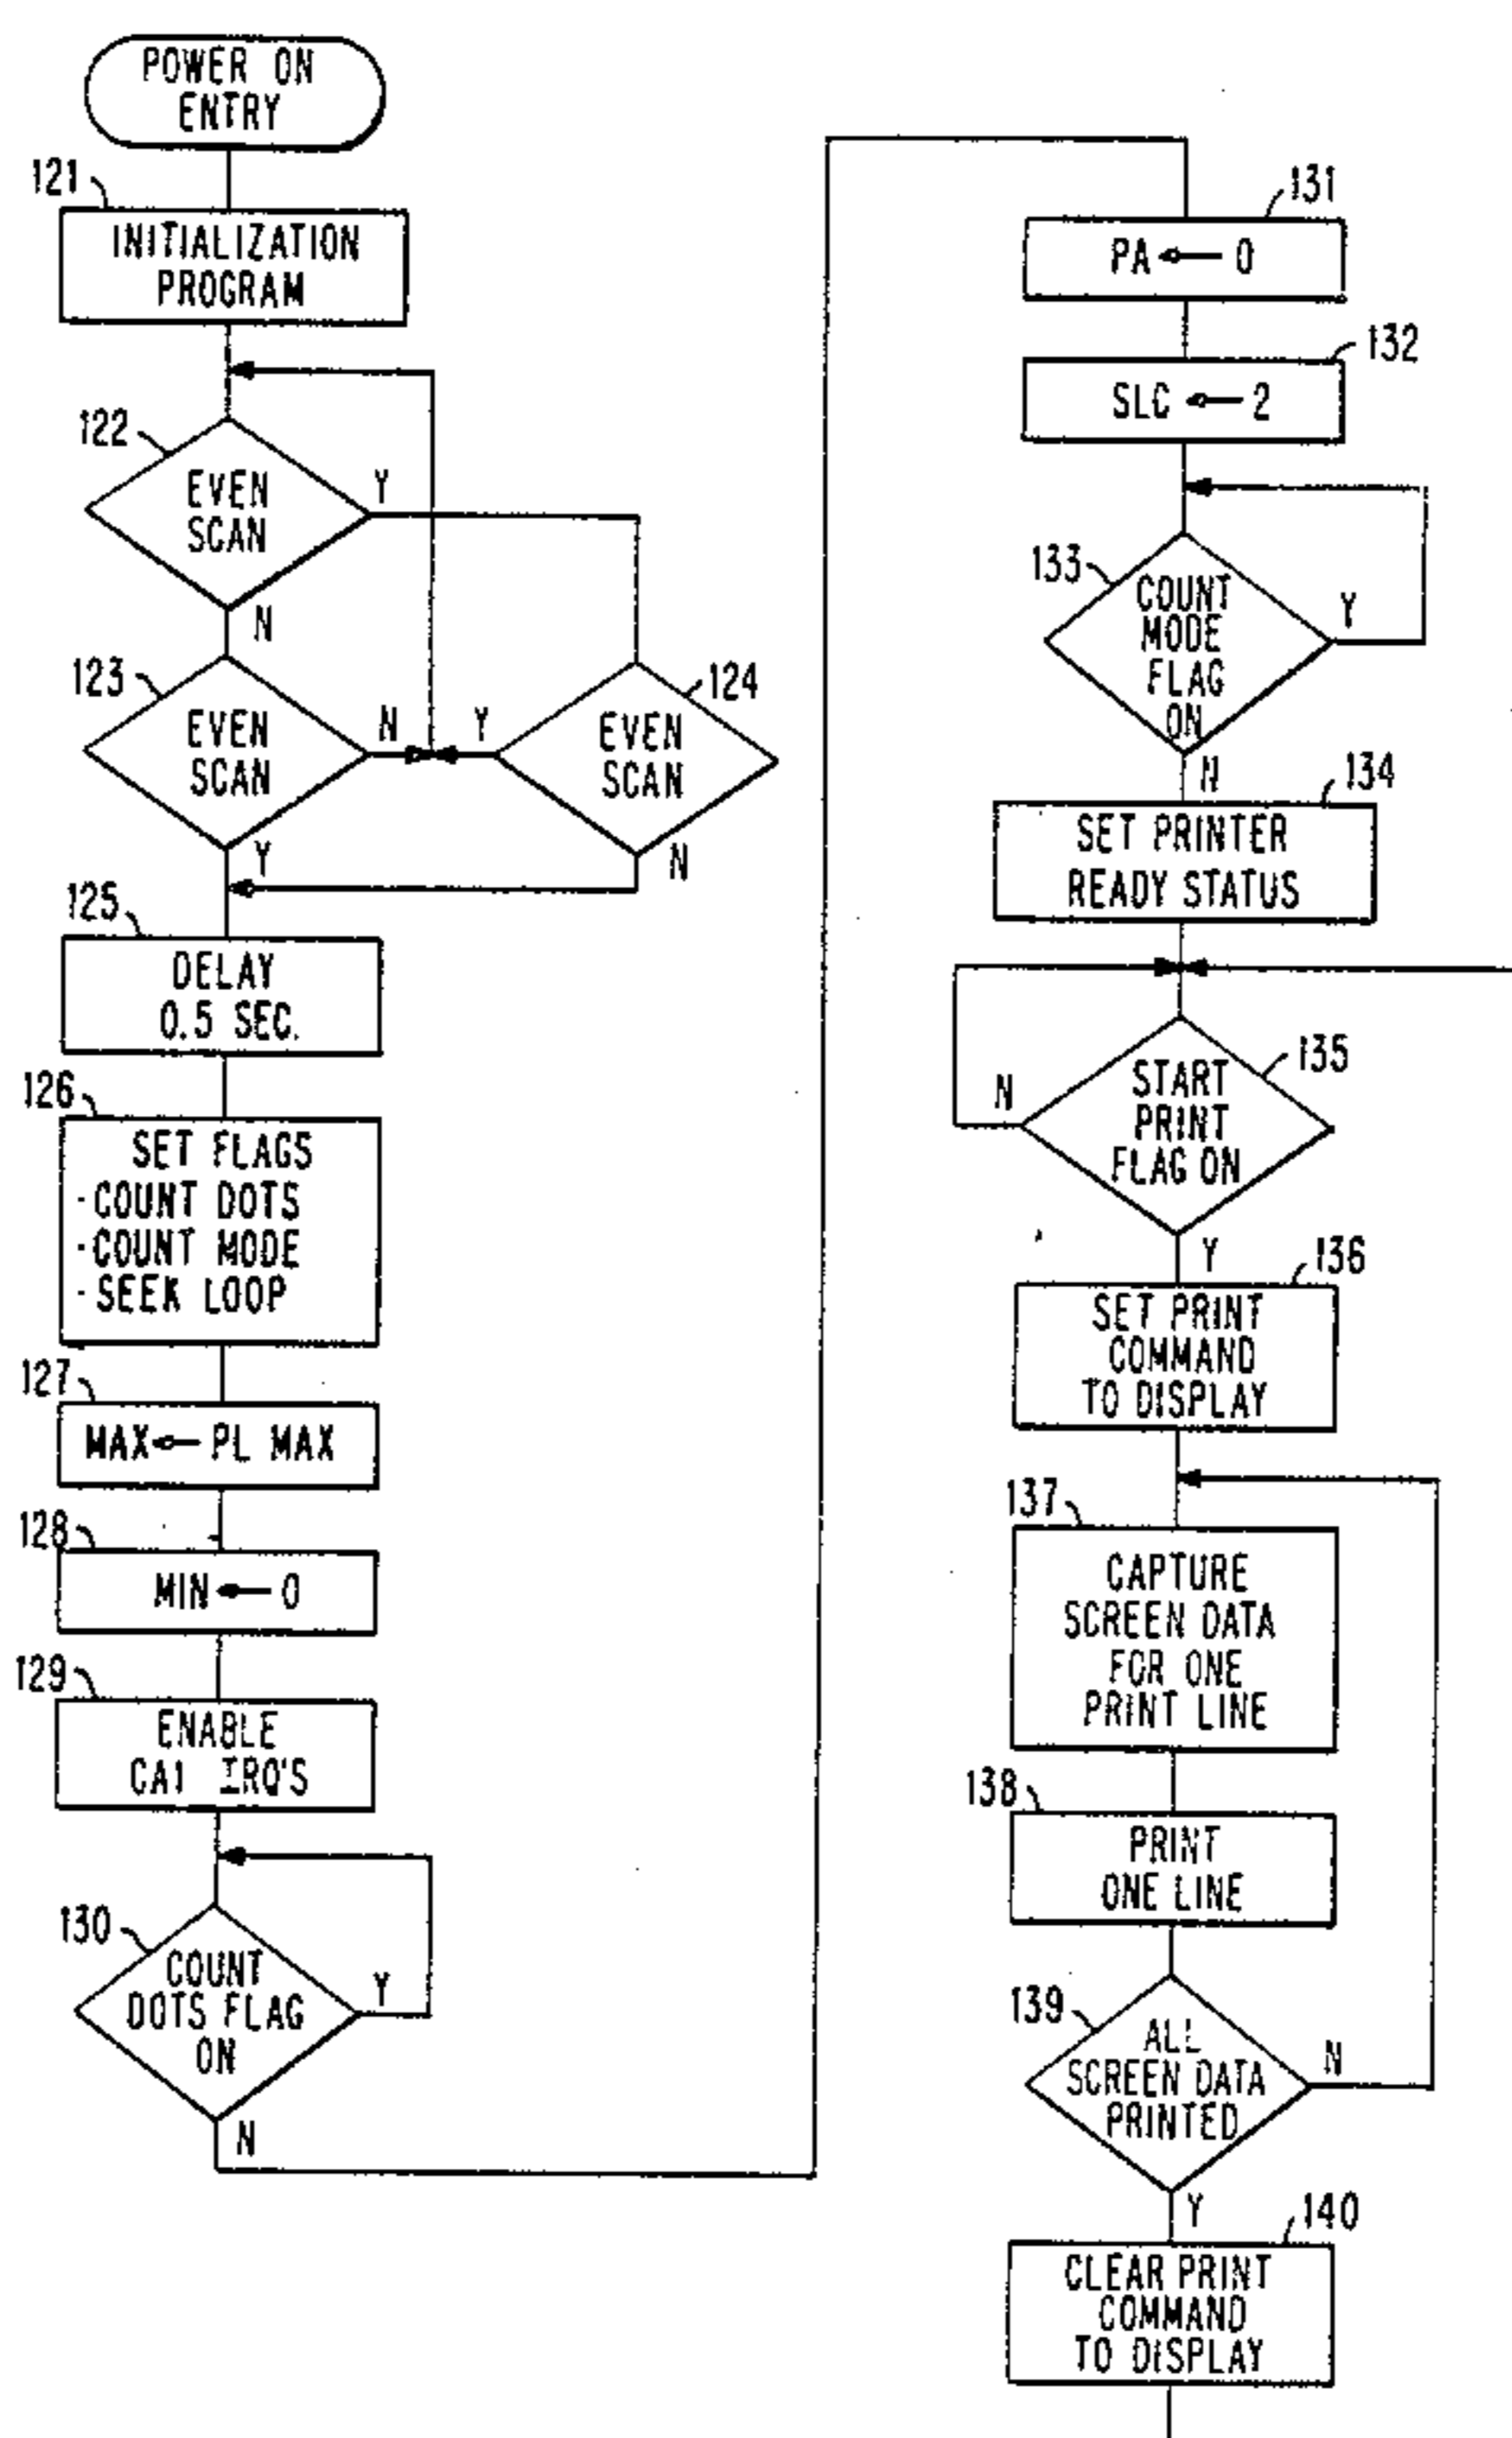 POWER ON
ENTRY
121
INITIALIZATION
PROGRAM
122
EVEN
SCAN
Y
N
123
EVEN
SCAN
N
Y
124
EVEN
SCAN
Y
N
125
DELAY
0.5 SEC.
126
SET FLAGS
-COUNT DOTS
-COUNT MODE
-SEEK LOOP
127
MAX ← PL MAX
128
MIN ← 0
129
ENABLE
CA1 IRQ'S
130
COUNT
DOTS FLAG
ON
Y
N
131
PA ← 0
132
SLC ← 2
133
COUNT
MODE
FLAG
ON
Y
N
134
SET PRINTER
READY STATUS
135
START
PRINT
FLAG ON
N
Y
136
SET PRINT
COMMAND
TO DISPLAY
137
CAPTURE
SCREEN DATA
FOR ONE
PRINT LINE
138
PRINT
ONE LINE
139
ALL
SCREEN DATA
PRINTED
N
Y
140
CLEAR PRINT
COMMAND
TO DISPLAY